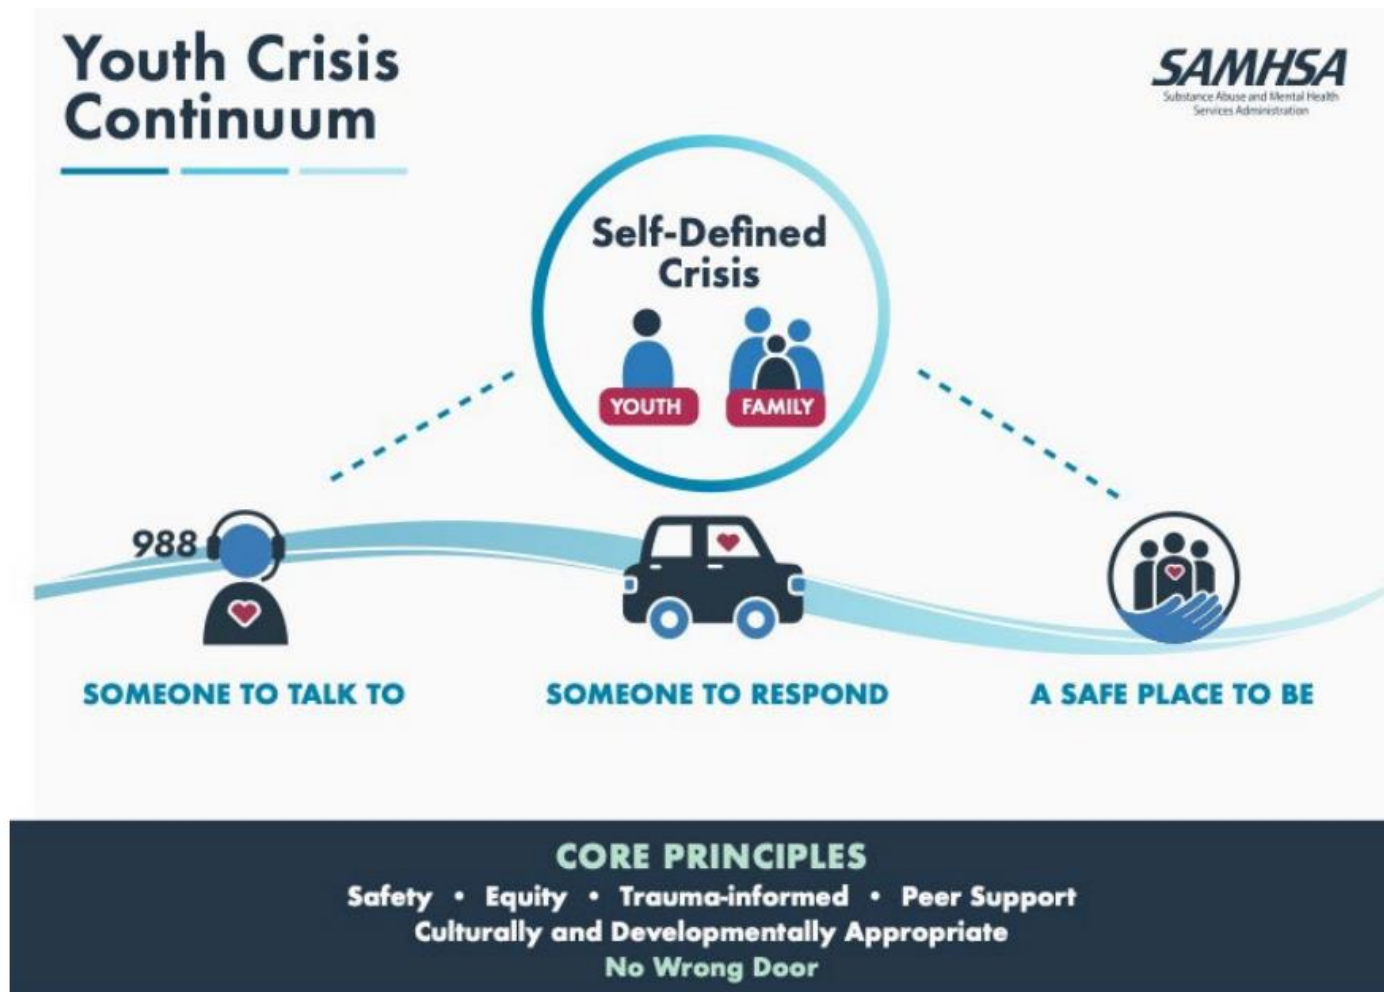 Youth Crisis
Continuum
SAMHSA
Substance Abuse and Mental Health
Services Administration
Self-Defined
Crisis
YOUTH
FAMILY
988
SOMEONE TO TALK TO
SOMEONE TO RESPOND
A SAFE PLACE TO BE
CORE PRINCIPLES
Safety • Equity • Trauma-informed • Peer Support
Culturally and Developmentally Appropriate
No Wrong Door